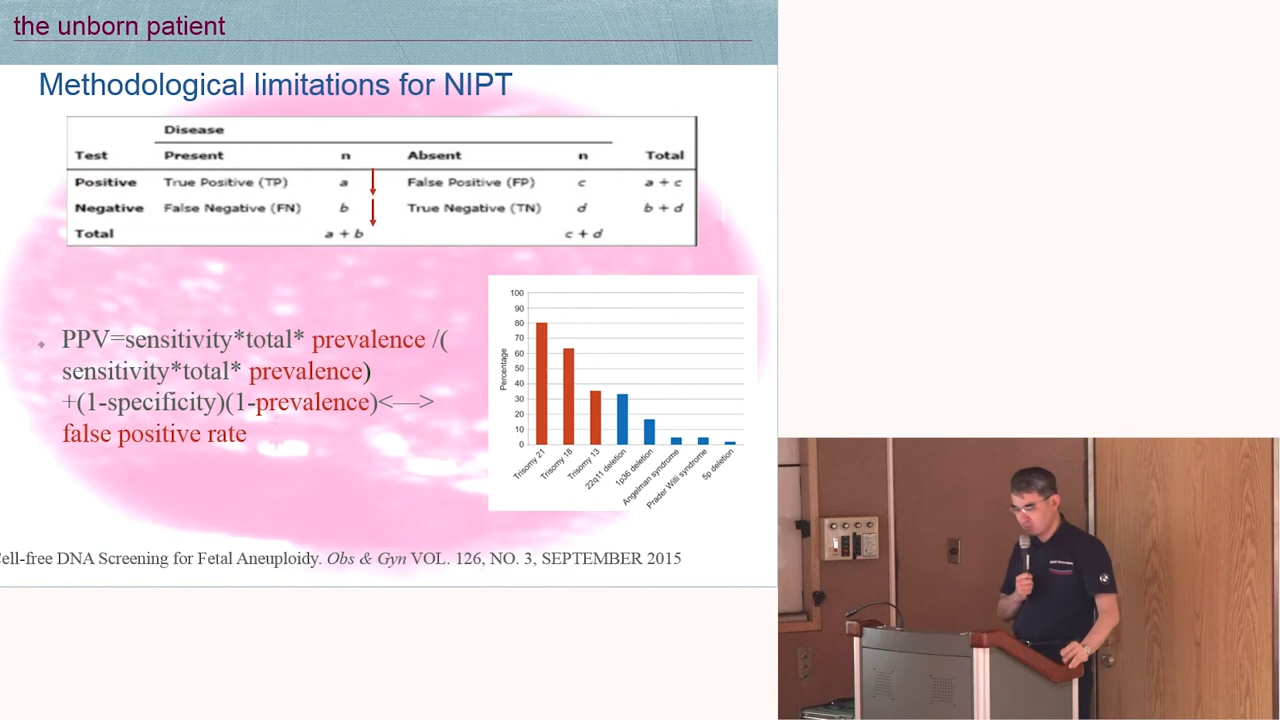 the unborn patient
Methodological limitations for NIPT
Disease
Test Present n Absent n Total
Positive True Positive (TP) a False Positive (FP) c a + c
Negative False Negative (FN) b True Negative (TN) d b + d
Total a + b c + d
PPV=sensitivity*total* prevalence /(
sensitivity*total* prevalence)
+(1-specificity)(1-prevalence)<—>
false positive rate
Percentage
100
90
80
70
60
50
40
30
20
10
0
Trisomy 21
Trisomy 18
Trisomy 13
22q11 deletion
1p36 deletion
Angelman syndrome
Prader Willi syndrome
5p deletion
ell-free DNA Screening for Fetal Aneuploidy. Obs & Gyn VOL. 126, NO. 3, SEPTEMBER 2015